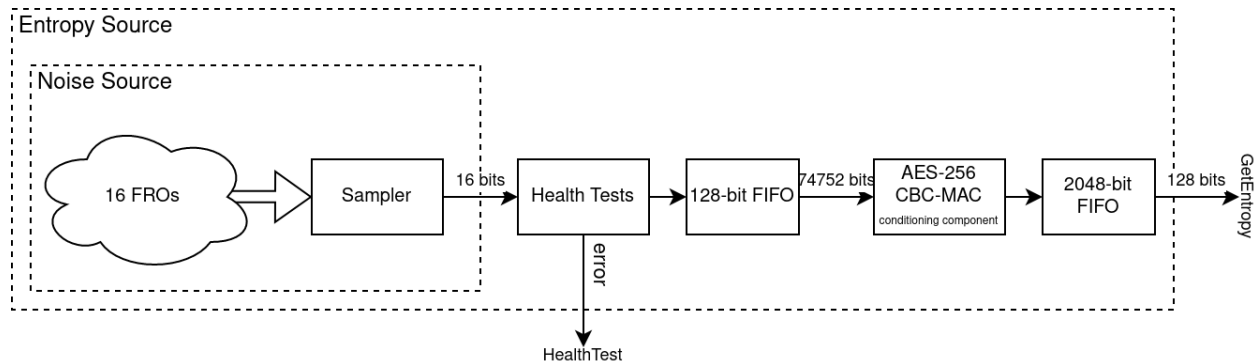 Entropy Source
Noise Source
16 FROs
Sampler
16 bits
Health Tests
128-bit FIFO
74752 bits
AES-256
CBC-MAC
conditioning component
2048-bit
FIFO
128 bits
GetEntropy
error
HealthTest